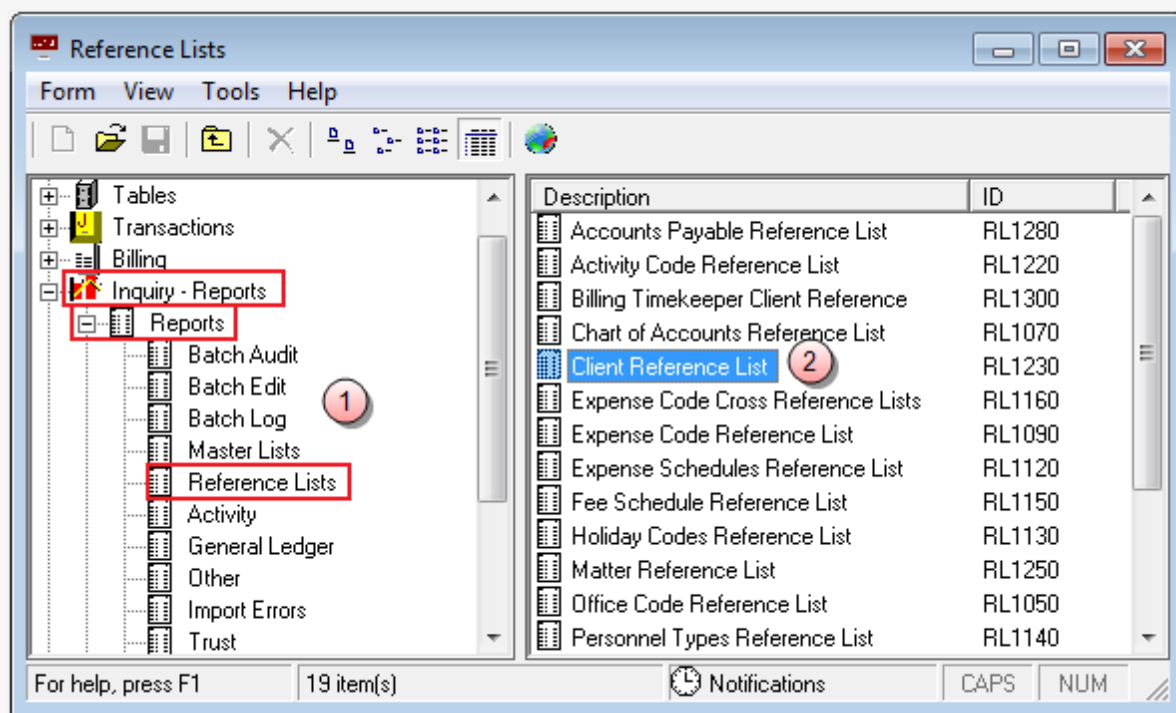 Reference Lists
Form View Tools Help
Tables
Transactions
Billing
Inquiry - Reports
Reports
Batch Audit
Batch Edit
Batch Log
1
Master Lists
Reference Lists
Activity
General Ledger
Other
Import Errors
Trust
Description ID
Accounts Payable Reference List RL1280
Activity Code Reference List RL1220
Billing Timekeeper Client Reference RL1300
Chart of Accounts Reference List RL1070
Client Reference List 2 RL1230
Expense Code Cross Reference Lists RL1160
Expense Code Reference List RL1090
Expense Schedules Reference List RL1120
Fee Schedule Reference List RL1150
Holiday Codes Reference List RL1130
Matter Reference List RL1250
Office Code Reference List RL1050
Personnel Types Reference List RL1140
For help, press F1 19 item(s) Notifications CAPS NUM